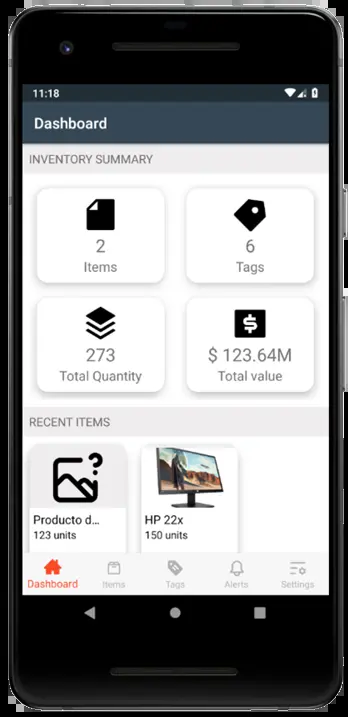 11:18
Dashboard
INVENTORY SUMMARY
2
Items
6
Tags
273
Total Quantity
$ 123.64M
Total value
RECENT ITEMS
Producto d...
123 units
HP 22x
150 units
Dashboard
Items
Tags
Alerts
Settings